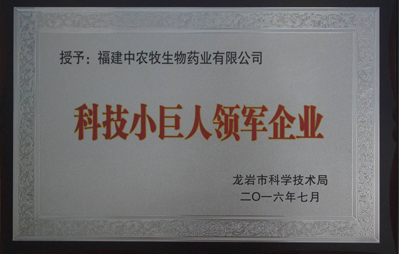 授予：福建中农牧生物药业有限公司
科技小巨人领军企业
龙岩市科学技术局
二〇一六年七月